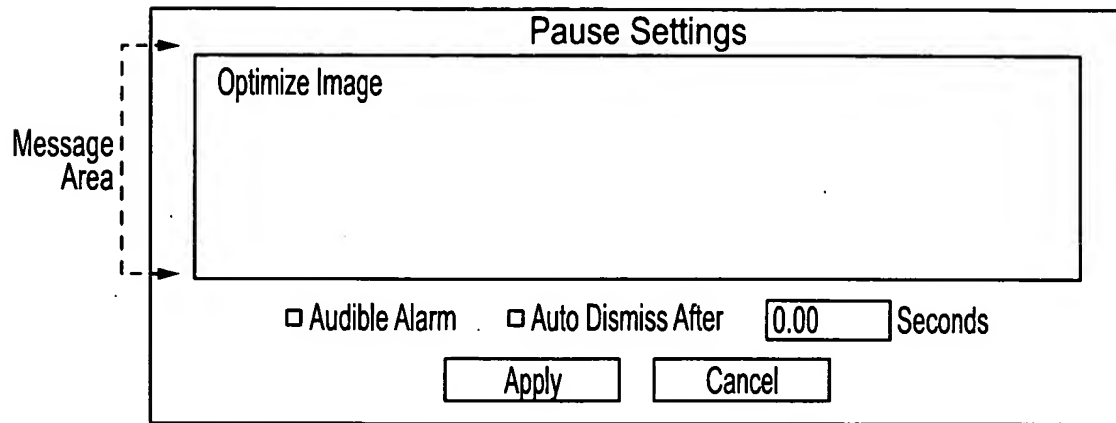 Pause Settings
Optimize Image
Message
Area
Audible Alarm Auto Dismiss After 0.00 Seconds
Apply Cancel